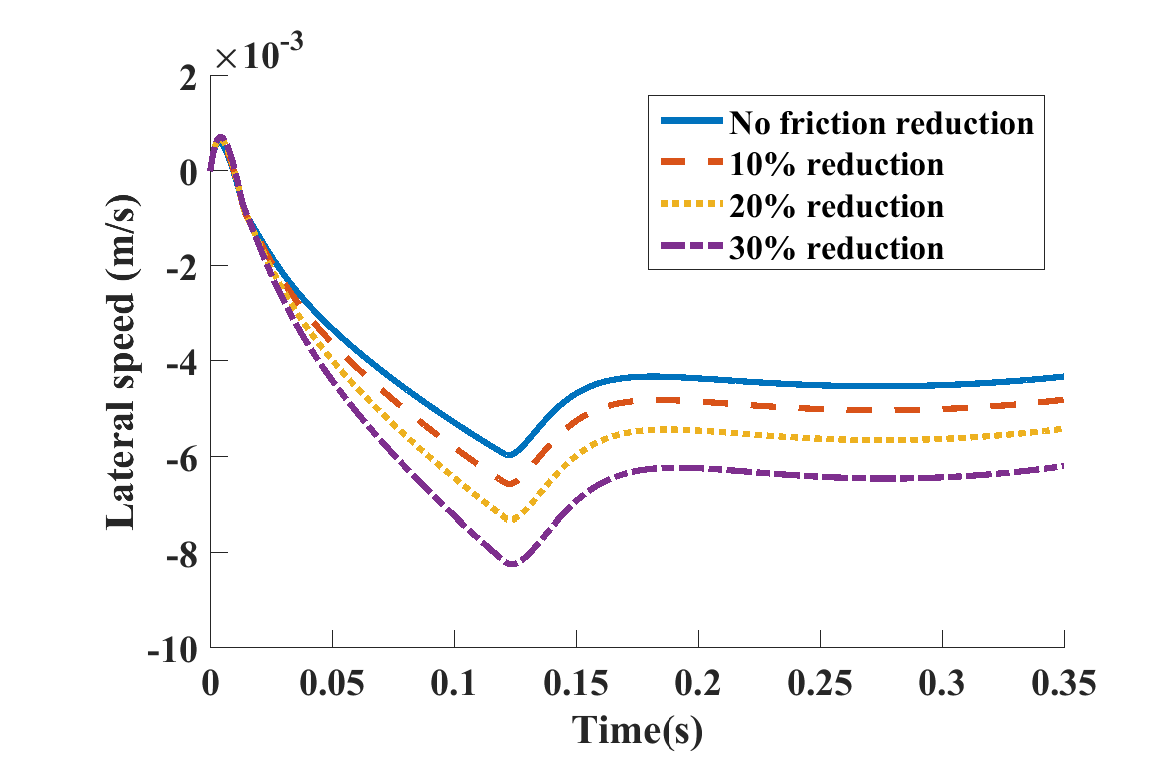 ×10-3
2
0
-2
-4
-6
-8
-10
Lateral speed (m/s)
No friction reduction
10% reduction
20% reduction
30% reduction
0 0.05 0.1 0.15 0.2 0.25 0.3 0.35
Time(s)